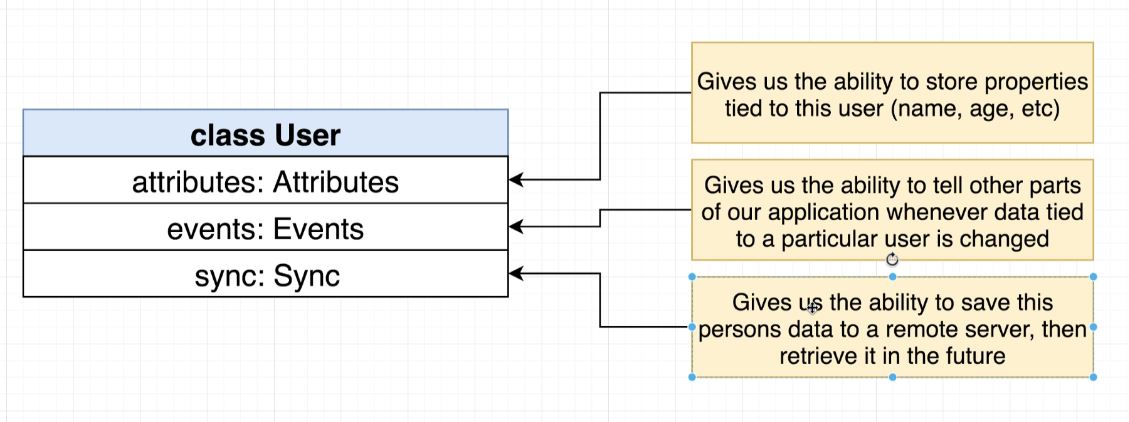 class User
attributes: Attributes
events: Events
sync: Sync
Gives us the ability to store properties
tied to this user (name, age, etc)
Gives us the ability to tell other parts
of our application whenever data tied
to a particular user is changed
Gives us the ability to save this
persons data to a remote server, then
retrieve it in the future